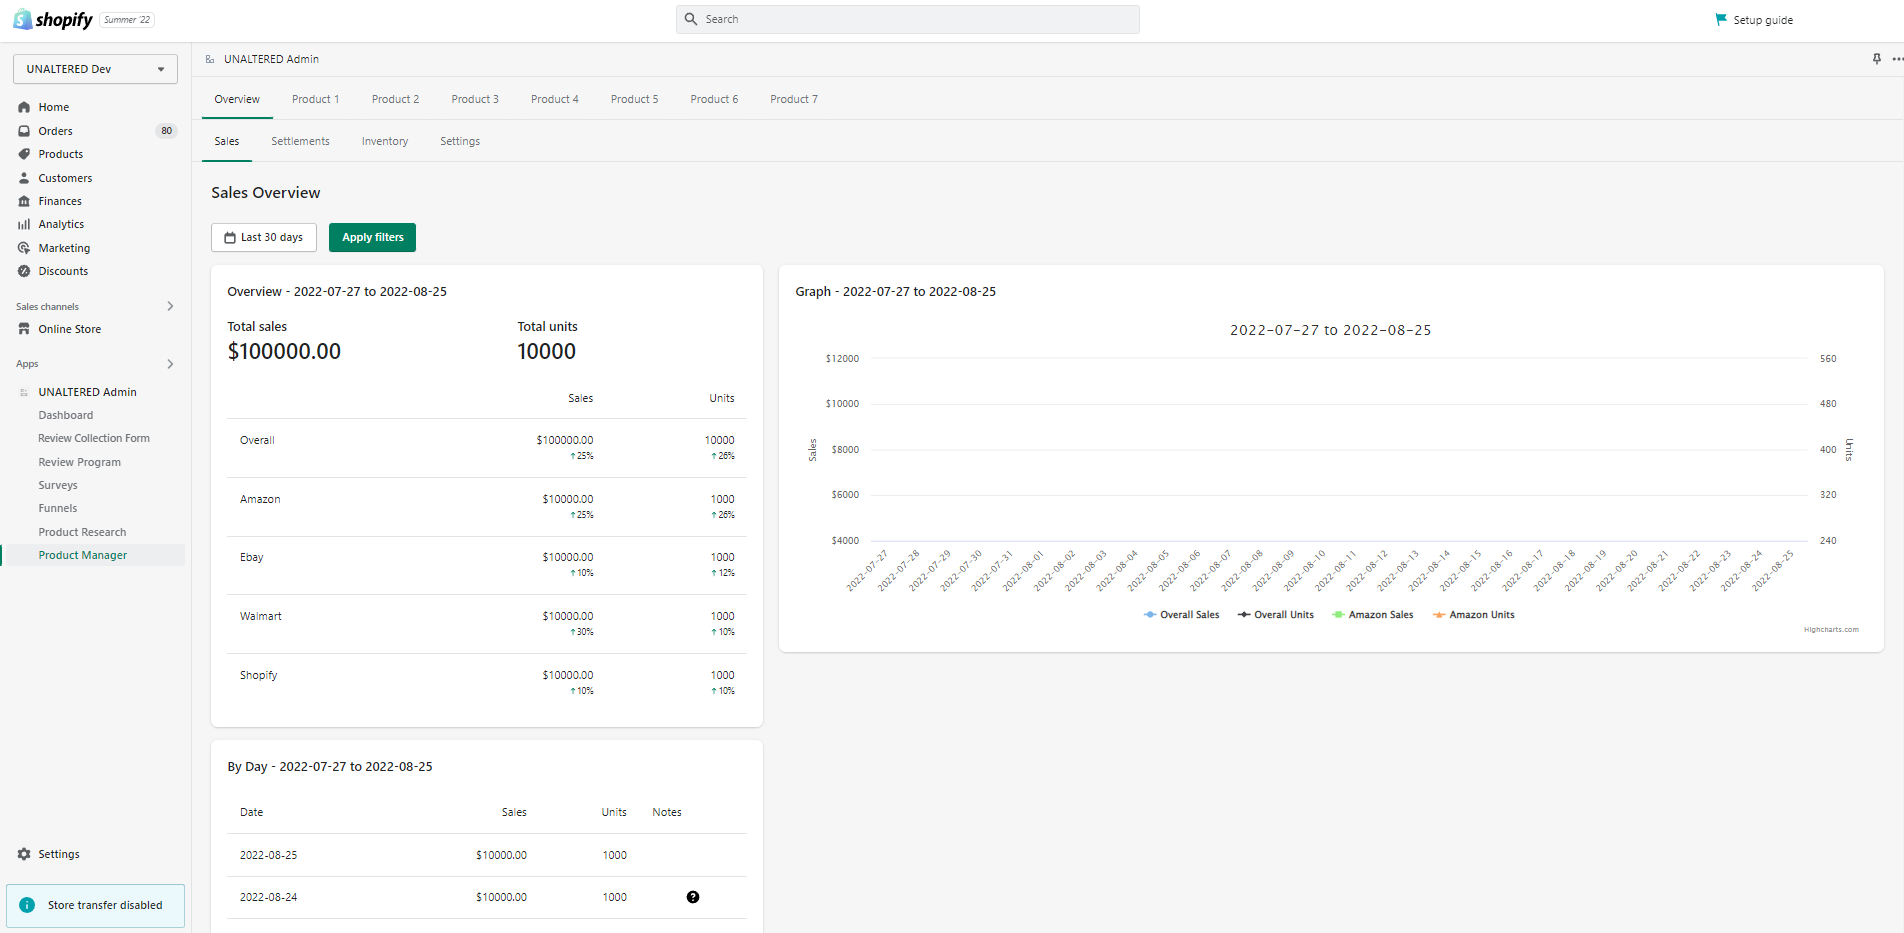 shopify Summer '22
Search
Setup guide
UNALTERED Dev
Home
Orders 80
Products
Customers
Finances
Analytics
Marketing
Discounts
Sales channels
Online Store
Apps
UNALTERED Admin
Dashboard
Review Collection Form
Review Program
Surveys
Funnels
Product Research
Product Manager
Settings
Store transfer disabled
UNALTERED Admin
Overview Product 1 Product 2 Product 3 Product 4 Product 5 Product 6 Product 7
Sales Settlements Inventory Settings
Sales Overview
Last 30 days Apply filters
Overview - 2022-07-27 to 2022-08-25
Total sales Total units
$100000.00 10000
Sales Units
Overall $100000.00 10000
↑25% ↑26%
Amazon $10000.00 1000
↑25% ↑26%
Ebay $10000.00 1000
↑10% ↑12%
Walmart $10000.00 1000
↑30% ↑10%
Shopify $10000.00 1000
↑10% ↑10%
By Day - 2022-07-27 to 2022-08-25
Date Sales Units Notes
2022-08-25 $10000.00 1000
2022-08-24 $10000.00 1000 ?
Graph - 2022-07-27 to 2022-08-25
2022-07-27 to 2022-08-25
$12000 560
$10000 480
Sales $8000 400 Units
$6000 320
$4000 240
2022-07-27 2022-07-28 2022-07-29 2022-07-30 2022-07-31 2022-08-01 2022-08-02 2022-08-03 2022-08-04 2022-08-05 2022-08-06 2022-08-07 2022-08-08 2022-08-09 2022-08-10 2022-08-11 2022-08-12 2022-08-13 2022-08-14 2022-08-15 2022-08-16 2022-08-17 2022-08-18 2022-08-19 2022-08-20 2022-08-21 2022-08-22 2022-08-23 2022-08-24 2022-08-25
Overall Sales Overall Units Amazon Sales Amazon Units
Highcharts.com